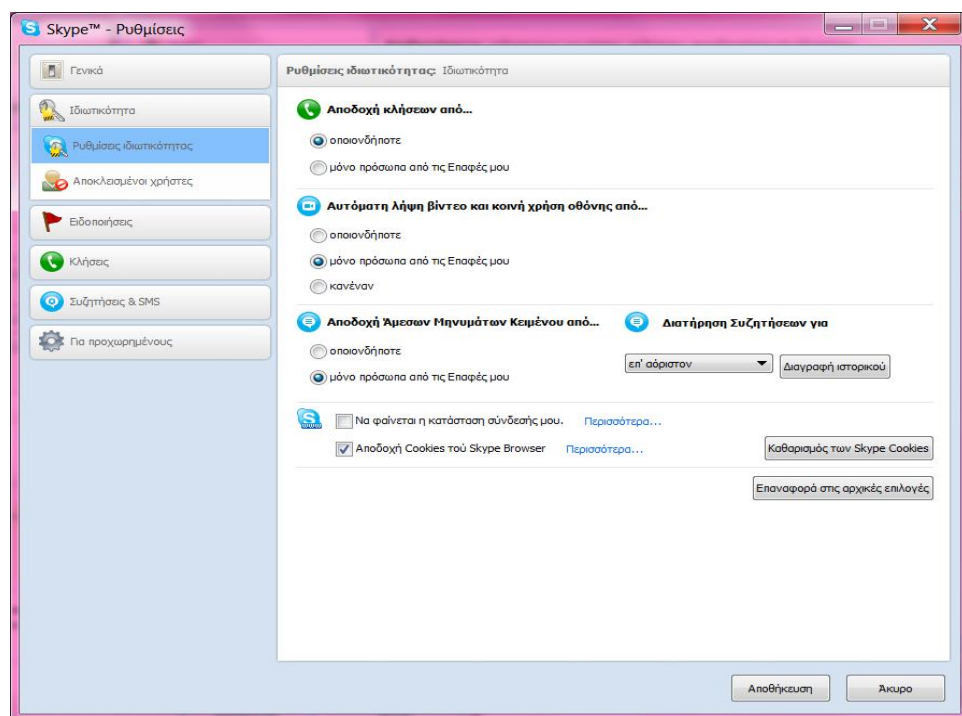 Skype™ - Ρυθμίσεις
Γενικά
Ιδιωτικότητα
Ρυθμίσεις ιδιωτικότητας
Αποκλεισμένοι χρήστες
Ειδοποιήσεις
Κλήσεις
Συζητήσεις & SMS
Για προχωρημένους
Ρυθμίσεις ιδιωτικότητας: Ιδιωτικότητα
Αποδοχή κλήσεων από...
οποιονδήποτε
μόνο πρόσωπα από τις Επαφές μου
Αυτόματη λήψη βίντεο και κοινή χρήση οθόνης από...
οποιονδήποτε
μόνο πρόσωπα από τις Επαφές μου
κανέναν
Αποδοχή Άμεσων Μηνυμάτων Κειμένου από... Διατήρηση Συζητήσεων για
οποιονδήποτε
επ' αόριστον Διαγραφή ιστορικού
μόνο πρόσωπα από τις Επαφές μου
Να φαίνεται η κατάσταση σύνδεσής μου. Περισσότερα...
Αποδοχή Cookies τού Skype Browser Περισσότερα... Καθαρισμός των Skype Cookies
Επαναφορά στις αρχικές επιλογές
Αποθήκευση Άκυρο